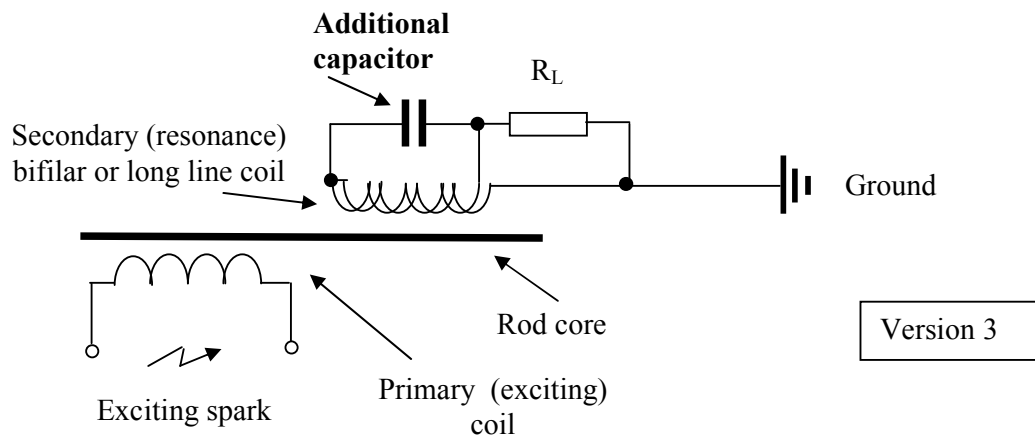 Additional
capacitor
R_L
Secondary (resonance)
bifilar or long line coil
Ground
Rod core
Version 3
Primary (exciting)
coil
Exciting spark